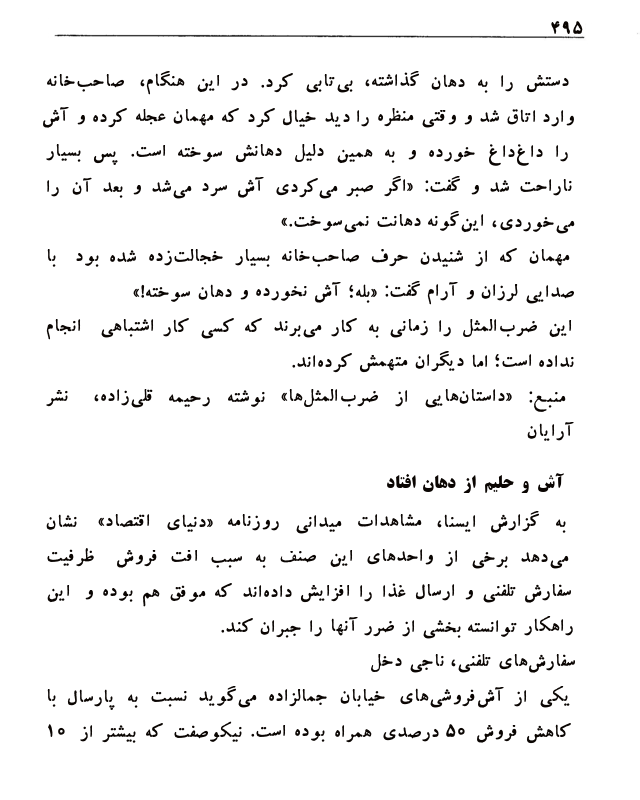 ۴۹۵
دستش را به دهان گذاشته، بی‌تابی کرد. در این هنگام، صاحب‌خانه
وارد اتاق شد و وقتی منظره را دید خیال کرد که مهمان عجله کرده و آش
را داغ‌داغ خورده و به همین دلیل دهانش سوخته است. پس بسیار
ناراحت شد و گفت: «اگر صبر می‌کردی آش سرد می‌شد و بعد آن را
می‌خوردی، این‌گونه دهانت نمی‌سوخت.»
مهمان که از شنیدن حرف صاحب‌خانه بسیار خجالت‌زده شده بود با
صدایی لرزان و آرام گفت: «بله؛ آش نخورده و دهان سوخته!»
این ضرب‌المثل را زمانی به کار می‌برند که کسی کار اشتباهی انجام
نداده است؛ اما دیگران متهمش کرده‌اند.
منبع: «داستان‌هایی از ضرب‌المثل‌ها» نوشته رحیمه قلی‌زاده، نشر
آرایان
آش و حلیم از دهان افتاد
به گزارش ایسنا، مشاهدات میدانی روزنامه «دنیای اقتصاد» نشان
می‌دهد برخی از واحدهای این صنف به سبب افت فروش ظرفیت
سفارش تلفنی و ارسال غذا را افزایش داده‌اند که موفق هم بوده و این
راهکار توانسته بخشی از ضرر آنها را جبران کند.
سفارش‌های تلفنی، ناجی دخل
یکی از آش‌فروشی‌های خیابان جمالزاده می‌گوید نسبت به پارسال با
کاهش فروش ۵۰ درصدی همراه بوده است. نیکوصفت که بیشتر از ۱۰